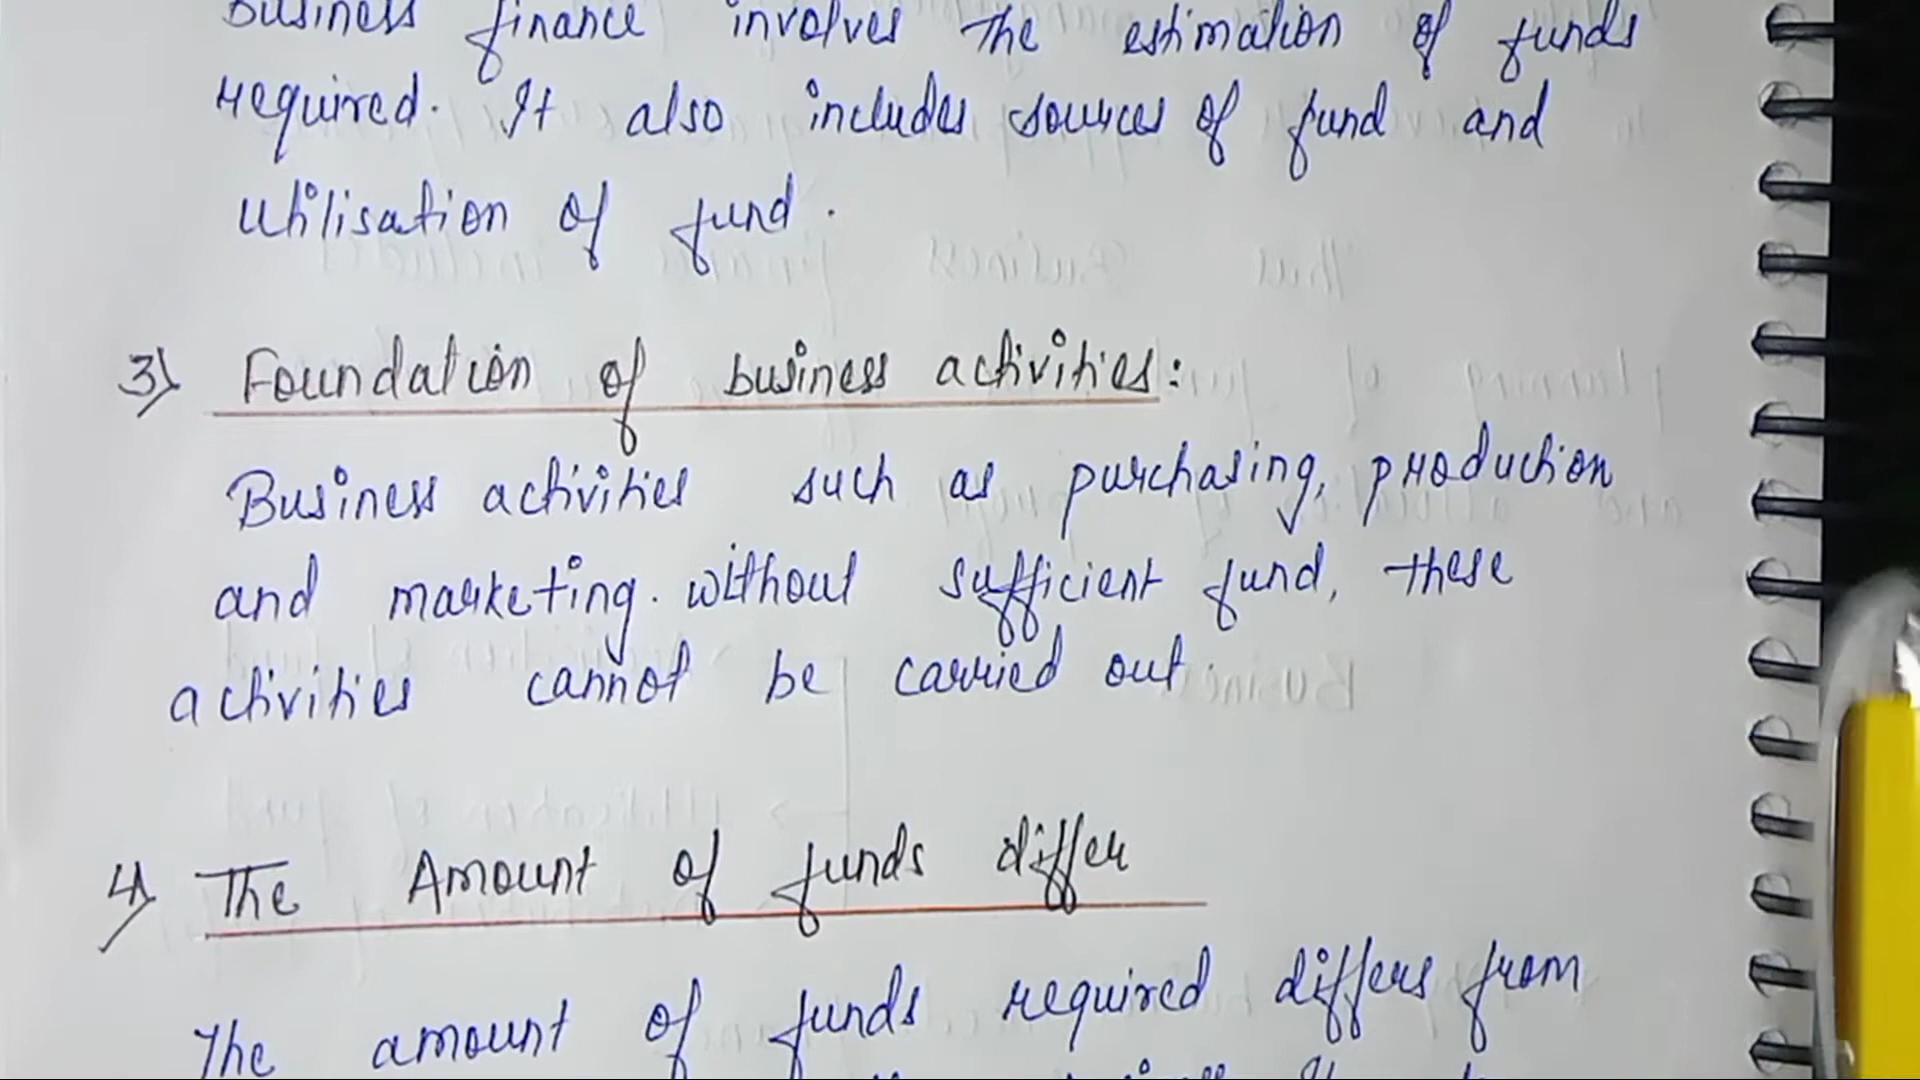 Business finance involves the estimation of funds
required. It also includes sources of fund and
utilisation of fund.
3) Foundation of business activities:
Business activities such as purchasing, production
and marketing. without sufficient fund, these
activities cannot be carried out.
4) The Amount of funds differ
The amount of funds required differs from